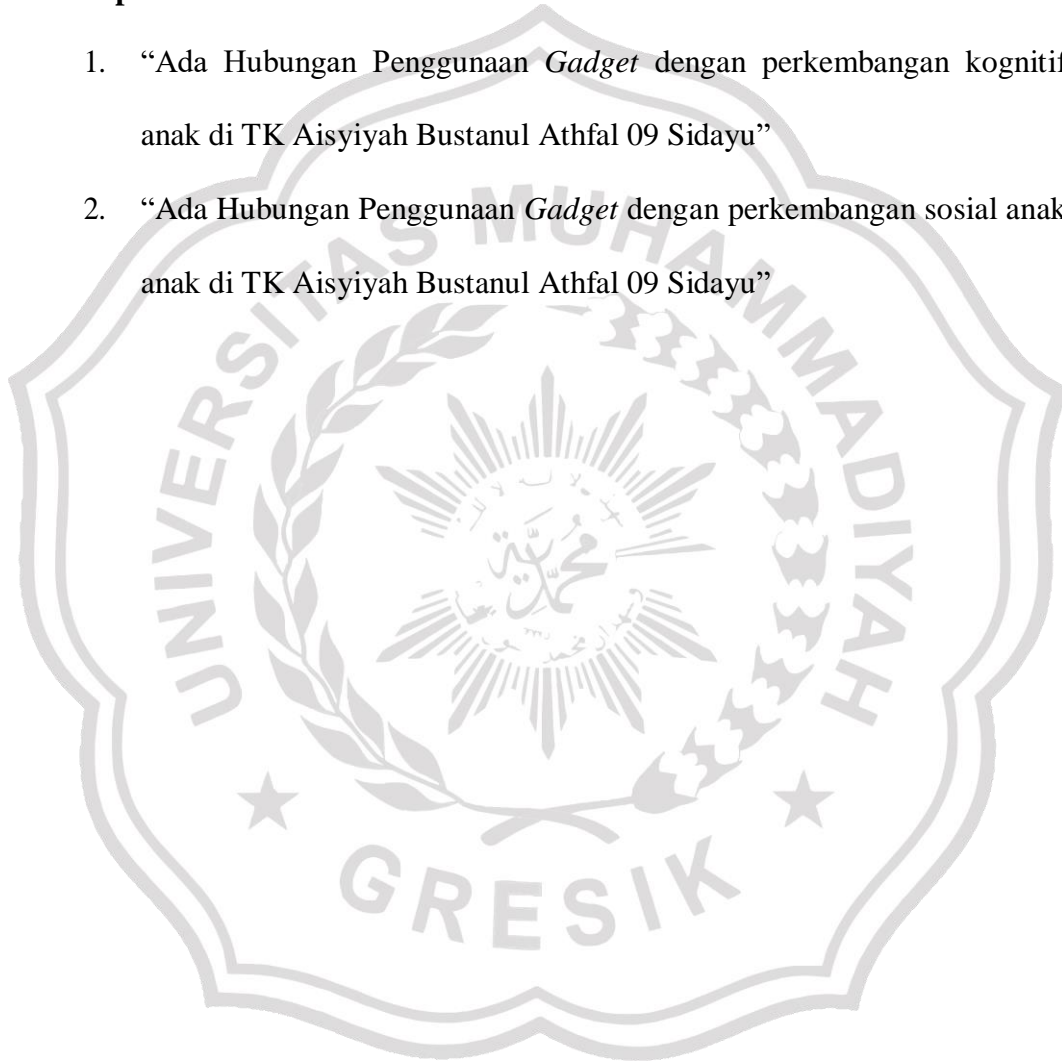 1. “Ada Hubungan Penggunaan Gadget dengan perkembangan kognitif
anak di TK Aisyiyah Bustanul Athfal 09 Sidayu”
2. “Ada Hubungan Penggunaan Gadget dengan perkembangan sosial anak
anak di TK Aisyiyah Bustanul Athfal 09 Sidayu”
UNIVERSITAS MUHAMMADIYAH
محمد
GRESIK